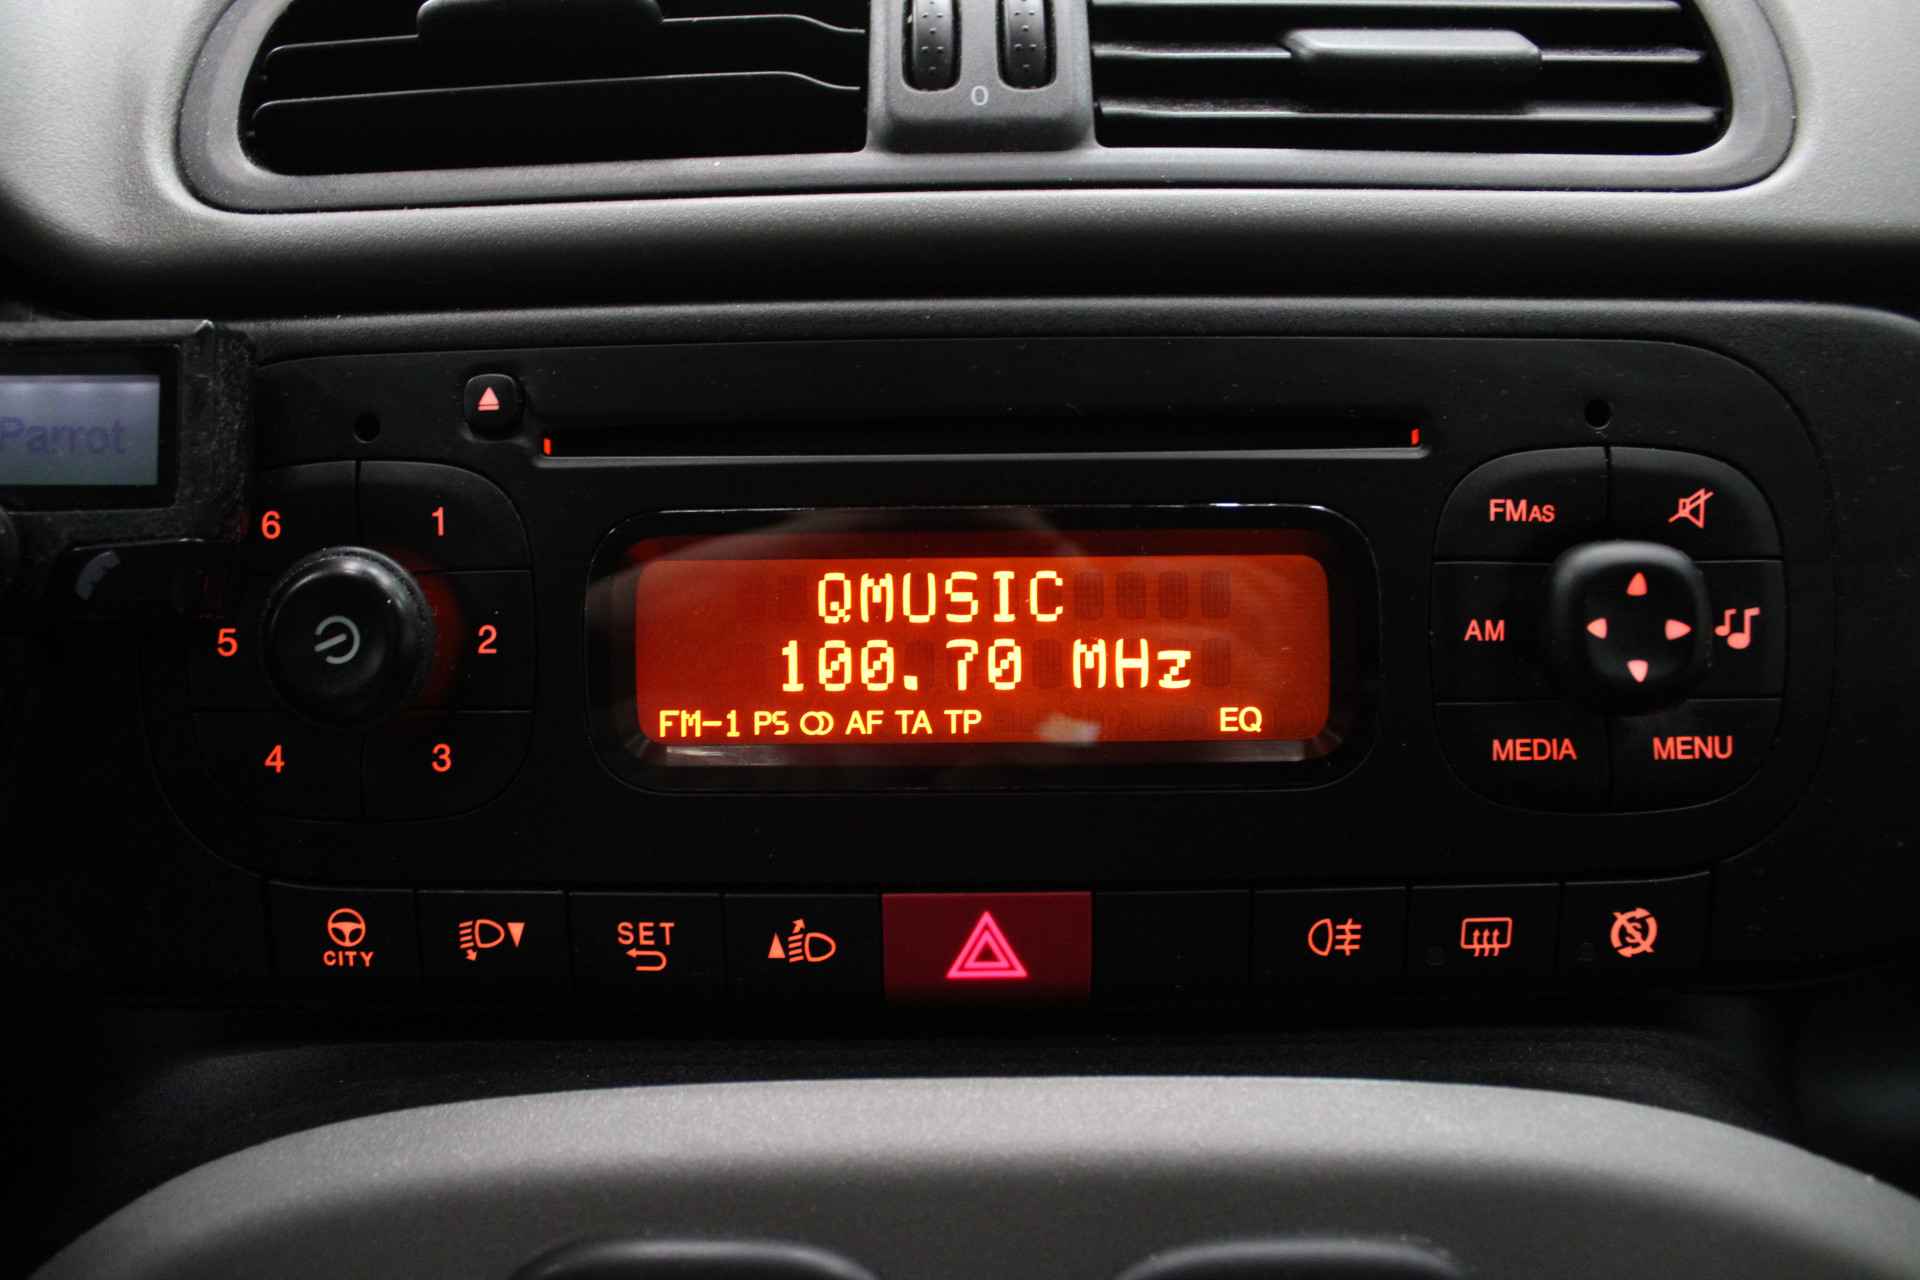 0
Parrot
6
1
5
2
4
3
QMUSIC
100.70 MHz
FM-1 PS AF TA TP EQ
FMAS
AM
MEDIA
MENU
CITY
SET
S